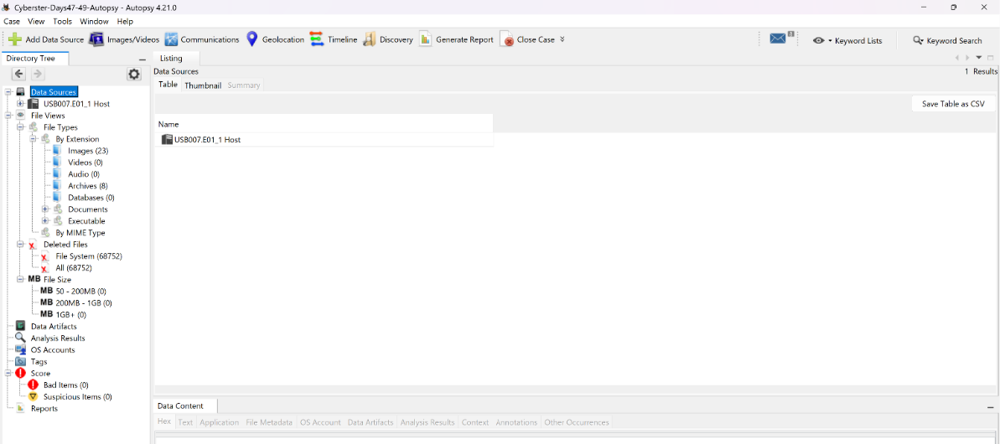 Cyberster-Days47-49-Autopsy - Autopsy 4.21.0
Case View Tools Window Help
Add Data Source Images/Videos Communications Geolocation Timeline Discovery Generate Report Close Case Keyword Lists Keyword Search
Directory Tree
Data Sources
USB007.E01_1 Host
File Views
File Types
By Extension
Images (23)
Videos (0)
Audio (0)
Archives (8)
Databases (0)
Documents
Executable
By MIME Type
Deleted Files
File System (68752)
All (68752)
MB File Size
MB 50 - 200MB (0)
MB 200MB - 1GB (0)
MB 1GB+ (0)
Data Artifacts
Analysis Results
OS Accounts
Tags
Score
Bad Items (0)
Suspicious Items (0)
Reports
Listing
Data Sources
1 Results
Table Thumbnail Summary
Save Table as CSV
Name
USB007.E01_1 Host
Data Content
Hex Text Application File Metadata OS Account Data Artifacts Analysis Results Context Annotations Other Occurrences